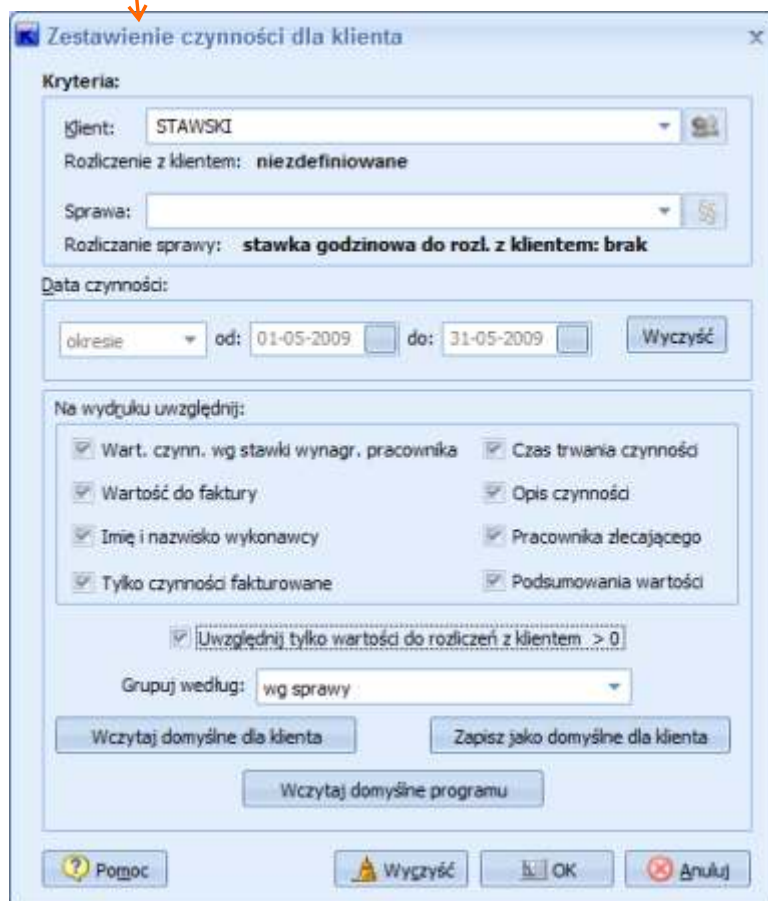 Zestawienie czynności dla klienta
Kryteria:
Klient: STAWSKI
Rozliczenie z klientem: niezdefiniowane
Sprawa:
Rozliczanie sprawy: stawka godzinowa do rozl. z klientem: brak
Data czynności:
okresie od: 01-05-2009 do: 31-05-2009 Wyczyść
Na wydruku uwzględnij:
Wart. czynn. wg stawki wynagr. pracownika Czas trwania czynności
Wartość do faktury Opis czynności
Imię i nazwisko wykonawcy Pracownika zlecającego
Tylko czynności fakturowane Podsumowania wartości
Uwzględnij tylko wartości do rozliczeń z klientem > 0
Grupuj według: wg sprawy
Wczytaj domyślne dla klienta Zapisz jako domyślne dla klienta
Wczytaj domyślne programu
Pomoc Wyczyść OK Anuluj